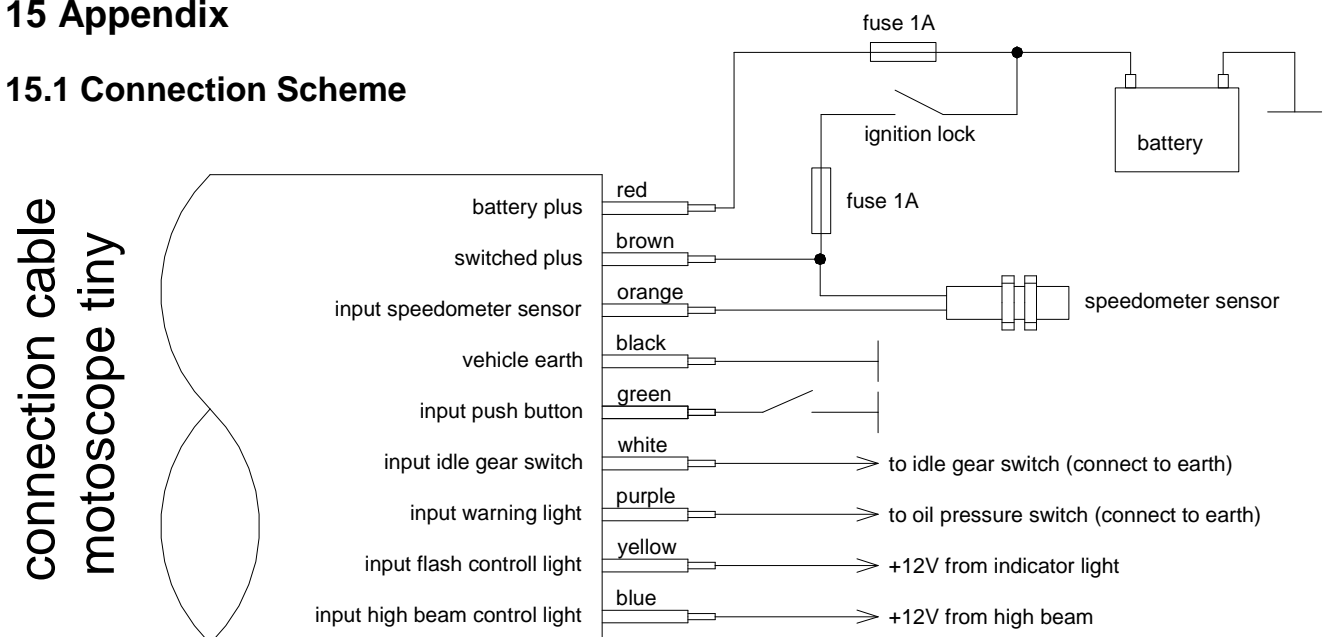 15 Appendix
15.1 Connection Scheme
fuse 1A
ignition lock
battery
fuse 1A
connection cable
motoscope tiny
battery plus
red
switched plus
brown
input speedometer sensor
orange
speedometer sensor
vehicle earth
black
input push button
green
input idle gear switch
white
to idle gear switch (connect to earth)
input warning light
purple
to oil pressure switch (connect to earth)
input flash controll light
yellow
+12V from indicator light
input high beam control light
blue
+12V from high beam